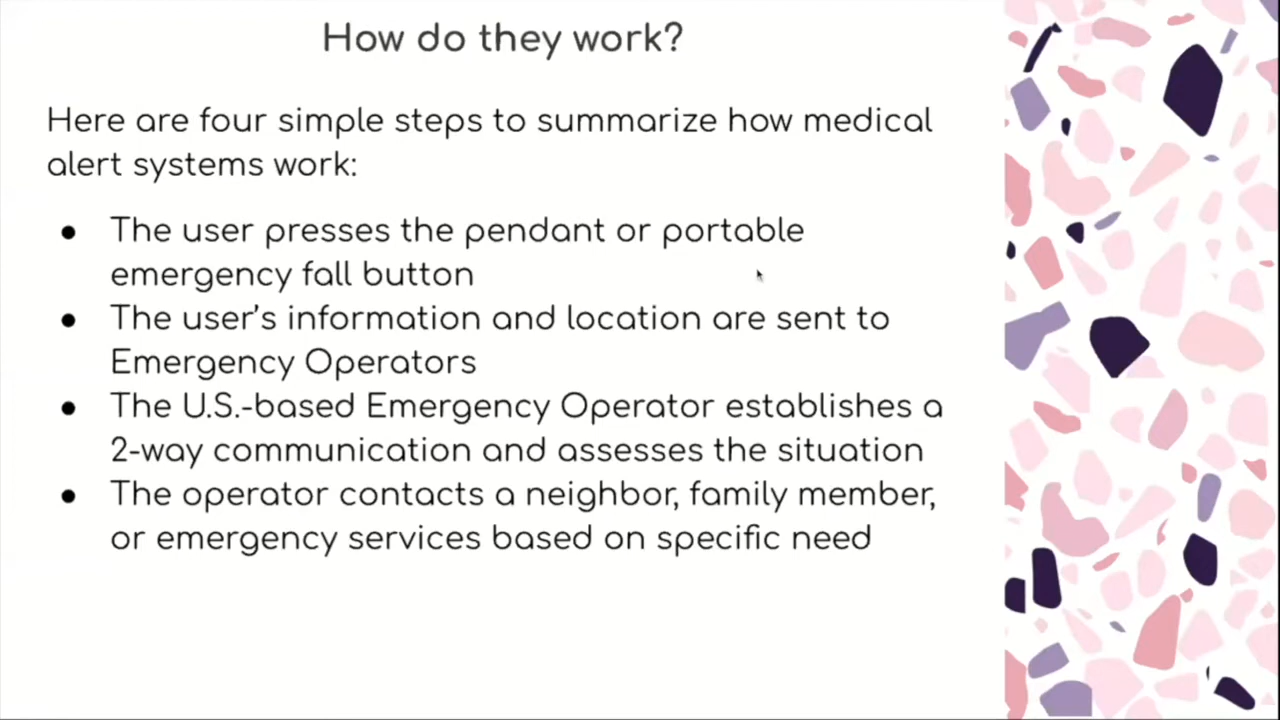 How do they work?
Here are four simple steps to summarize how medical
alert systems work:
● The user presses the pendant or portable
emergency fall button
● The user's information and location are sent to
Emergency Operators
● The U.S.-based Emergency Operator establishes a
2-way communication and assesses the situation
● The operator contacts a neighbor, family member,
or emergency services based on specific need